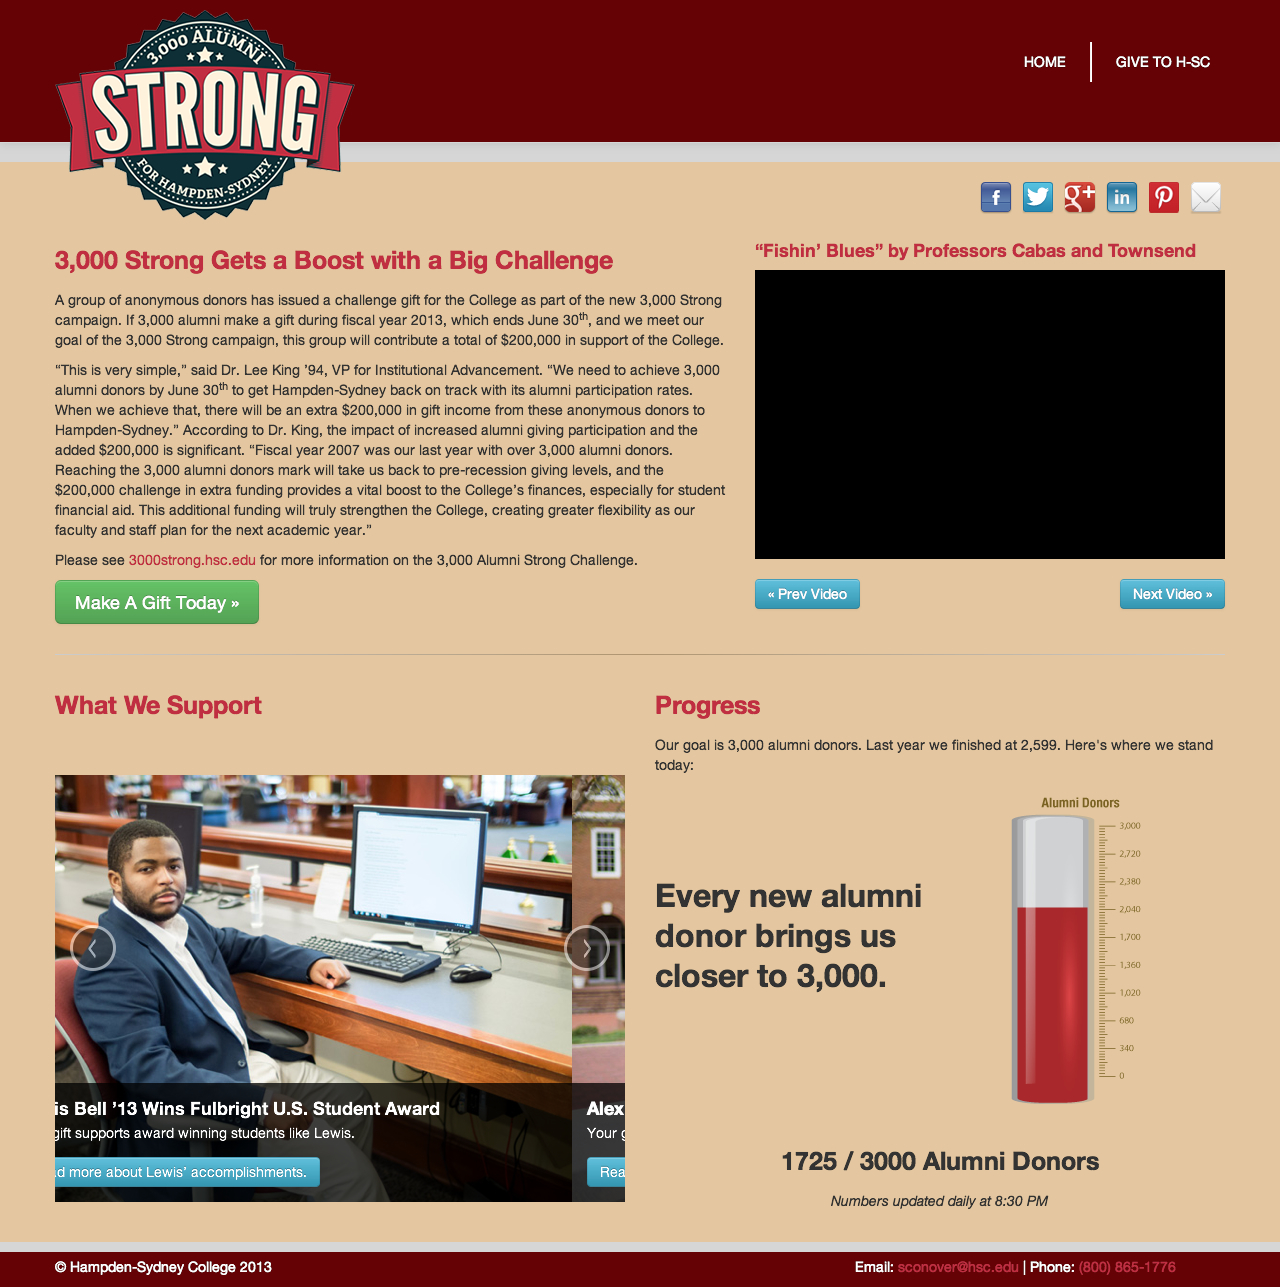 3,000 ALUMNI
STRONG
FOR HAMPDEN-SYDNEY
HOME
GIVE TO H-SC
3,000 Strong Gets a Boost with a Big Challenge
A group of anonymous donors has issued a challenge gift for the College as part of the new 3,000 Strong
campaign. If 3,000 alumni make a gift during fiscal year 2013, which ends June 30th, and we meet our
goal of the 3,000 Strong campaign, this group will contribute a total of $200,000 in support of the College.
“This is very simple,” said Dr. Lee King ’94, VP for Institutional Advancement. “We need to achieve 3,000
alumni donors by June 30th to get Hampden-Sydney back on track with its alumni participation rates.
When we achieve that, there will be an extra $200,000 in gift income from these anonymous donors to
Hampden-Sydney.” According to Dr. King, the impact of increased alumni giving participation and the
added $200,000 is significant. “Fiscal year 2007 was our last year with over 3,000 alumni donors.
Reaching the 3,000 alumni donors mark will take us back to pre-recession giving levels, and the
$200,000 challenge in extra funding provides a vital boost to the College’s finances, especially for student
financial aid. This additional funding will truly strengthen the College, creating greater flexibility as our
faculty and staff plan for the next academic year.”
Please see 3000strong.hsc.edu for more information on the 3,000 Alumni Strong Challenge.
Make A Gift Today »
“Fishin’ Blues” by Professors Cabas and Townsend
« Prev Video
Next Video »
What We Support
is Bell ’13 Wins Fulbright U.S. Student Award
gift supports award winning students like Lewis.
d more about Lewis’ accomplishments.
Alex
Your g
Rea
Progress
Our goal is 3,000 alumni donors. Last year we finished at 2,599. Here's where we stand
today:
Every new alumni
donor brings us
closer to 3,000.
Alumni Donors
3,000
2,720
2,380
2,040
1,700
1,360
1,020
680
340
0
1725 / 3000 Alumni Donors
Numbers updated daily at 8:30 PM
© Hampden-Sydney College 2013
Email: sconover@hsc.edu | Phone: (800) 865-1776